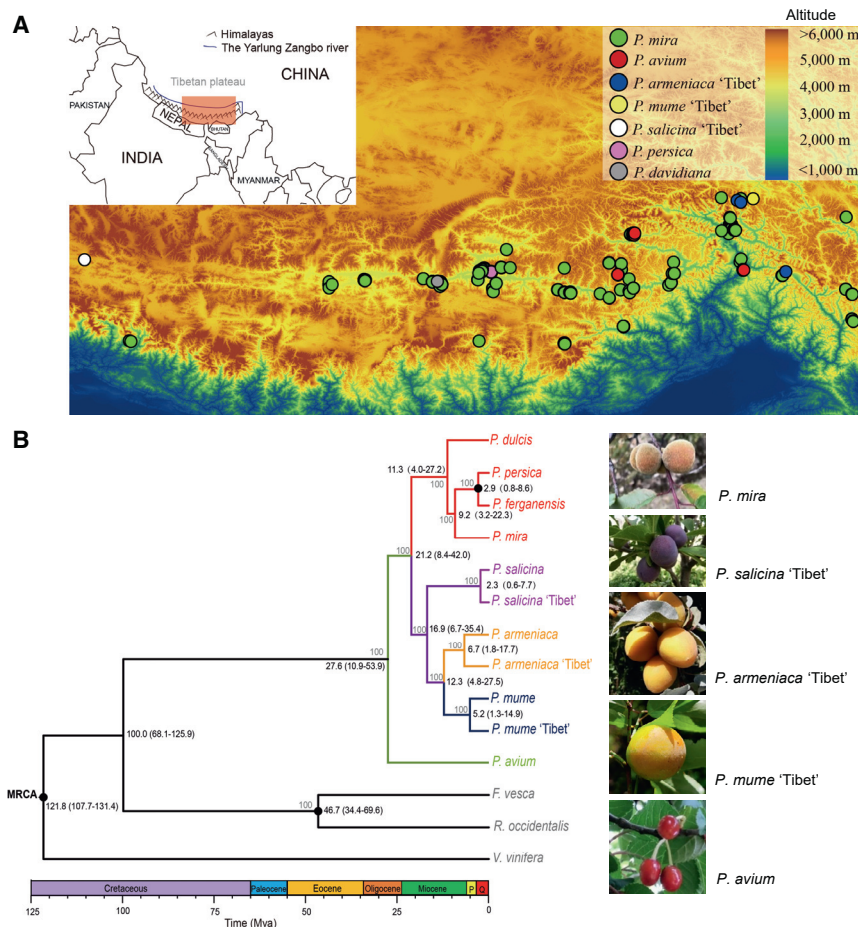 A
Himalayas
The Yarlung Zangbo river
Tibetan plateau
CHINA
PAKISTAN
NEPAL
BHUTAN
INDIA
MYANMAR
P. mira
P. avium
P. armeniaca ‘Tibet’
P. mume ‘Tibet’
P. salicina ‘Tibet’
P. persica
P. davidiana
Altitude
>6,000 m
5,000 m
4,000 m
3,000 m
2,000 m
<1,000 m
B
P. dulcis
11.3 (4.0-27.2)
100
P. persica
100
2.9 (0.8-8.6)
P. ferganensis
9.2 (3.2-22.3)
100
P. mira
100
21.2 (8.4-42.0)
P. salicina
100
2.3 (0.6-7.7)
P. salicina ‘Tibet’
100
16.9 (6.7-35.4)
P. armeniaca
100
6.7 (1.8-17.7)
P. armeniaca ‘Tibet’
100
27.6 (10.9-53.9)
100
12.3 (4.8-27.5)
P. mume
100
5.2 (1.3-14.9)
P. mume ‘Tibet’
100.0 (68.1-125.9)
P. avium
MRCA
121.8 (107.7-131.4)
F. vesca
100
46.7 (34.4-69.6)
R. occidentalis
V. vinifera
Cretaceous
Paleocene
Eocene
Oligocene
Miocene
P
Q
125
100
75
50
25
0
Time (Mya)
P. mira
P. salicina ‘Tibet’
P. armeniaca ‘Tibet’
P. mume ‘Tibet’
P. avium